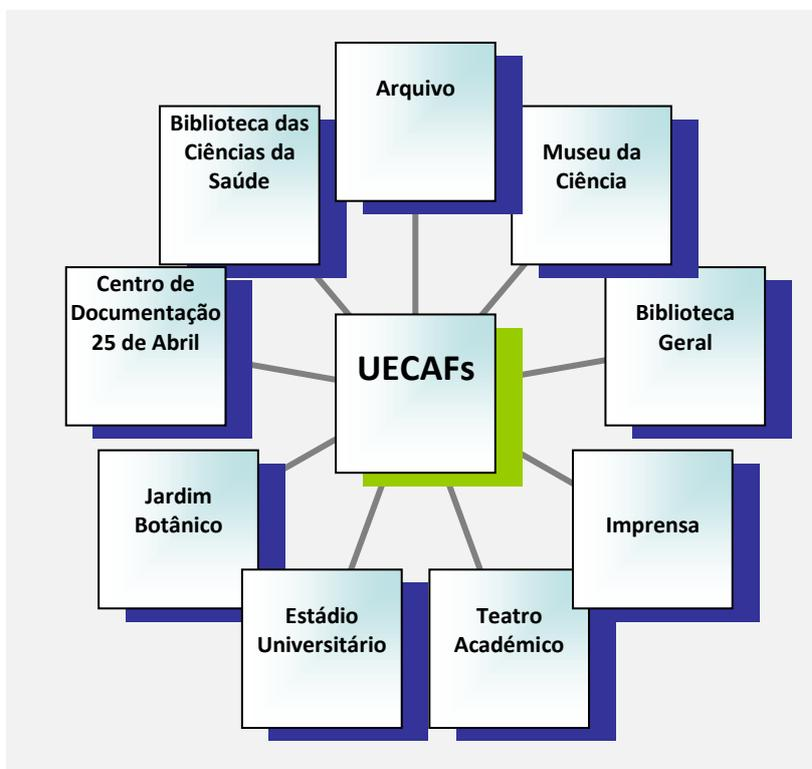 Arquivo
Museu da
Ciência
Biblioteca
Geral
Imprensa
Teatro
Académico
Estádio
Universitário
Jardim
Botânico
Centro de
Documentação
25 de Abril
Biblioteca das
Ciências da
Saúde
UECAFs